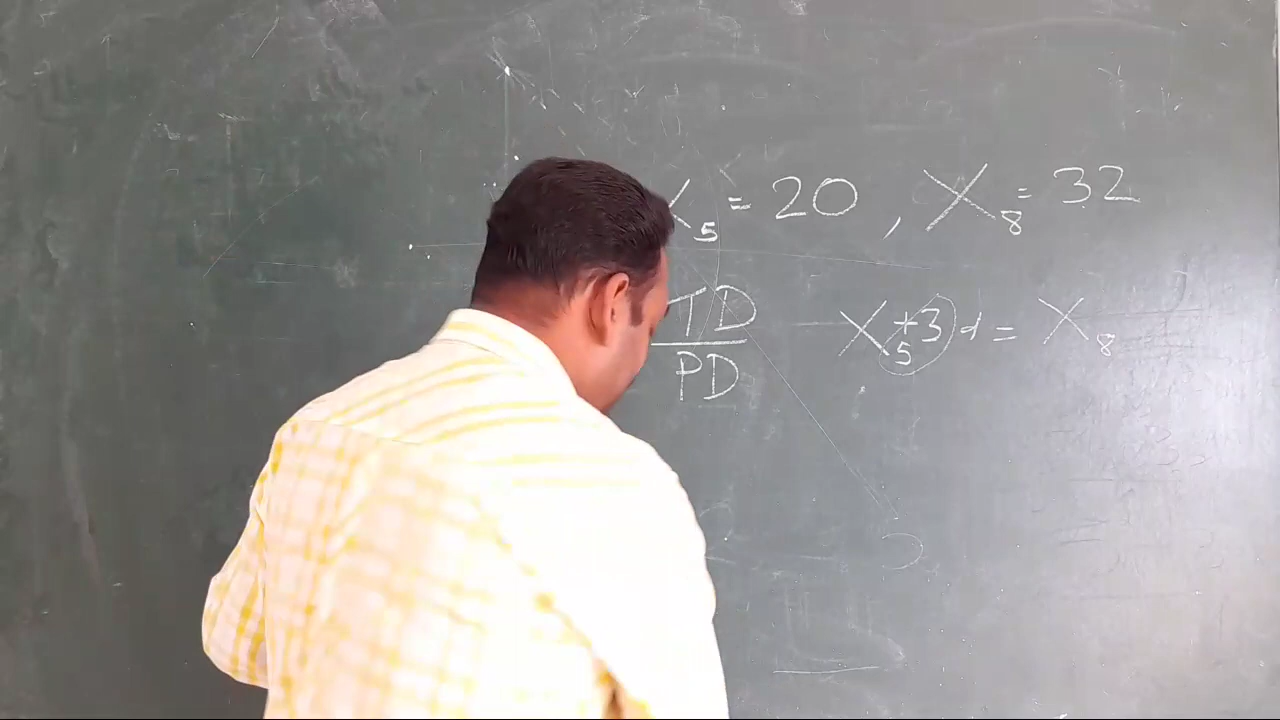 X₅ = 20 , X₈ = 32
TD
PD
X₅+3d = X₈